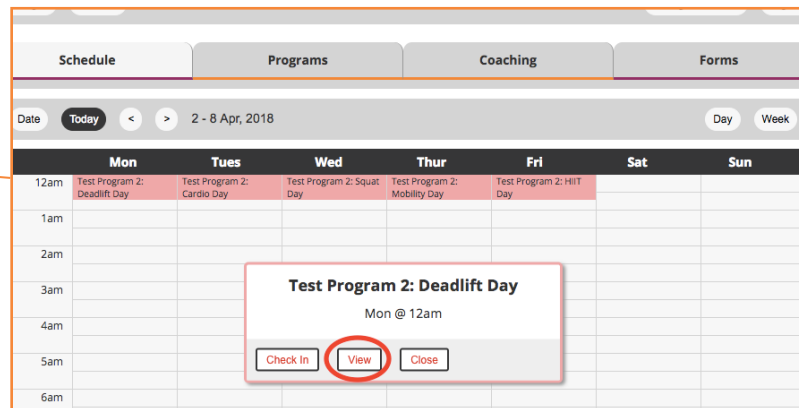 Schedule Programs Coaching Forms
Date Today < > 2 - 8 Apr, 2018 Day Week
Mon Tues Wed Thur Fri Sat Sun
12am Test Program 2: Test Program 2: Test Program 2: Squat Test Program 2: Test Program 2: HIIT
Deadlift Day Cardio Day Day Mobility Day Day
1am
2am
3am
Test Program 2: Deadlift Day
Mon @ 12am
4am
5am
Check In View Close
6am